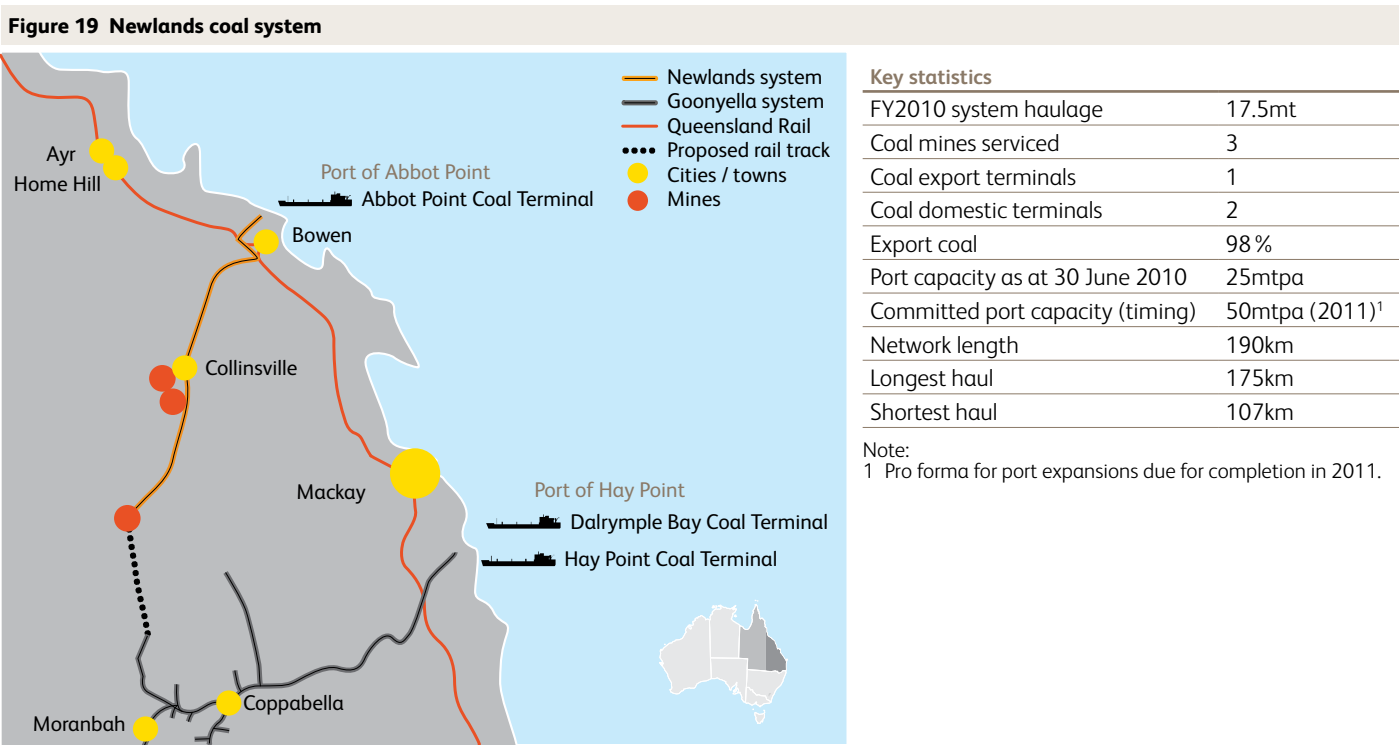 Figure 19 Newlands coal system
Newlands system
Goonyella system
Queensland Rail
Proposed rail track
Cities / towns
Mines
Ayr
Home Hill
Port of Abbot Point
Abbot Point Coal Terminal
Bowen
Collinsville
Mackay
Port of Hay Point
Dalrymple Bay Coal Terminal
Hay Point Coal Terminal
Coppabella
Moranbah
Key statistics
FY2010 system haulage 17.5mt
Coal mines serviced 3
Coal export terminals 1
Coal domestic terminals 2
Export coal 98%
Port capacity as at 30 June 2010 25mtpa
Committed port capacity (timing) 50mtpa (2011)¹
Network length 190km
Longest haul 175km
Shortest haul 107km
Note:
1 Pro forma for port expansions due for completion in 2011.